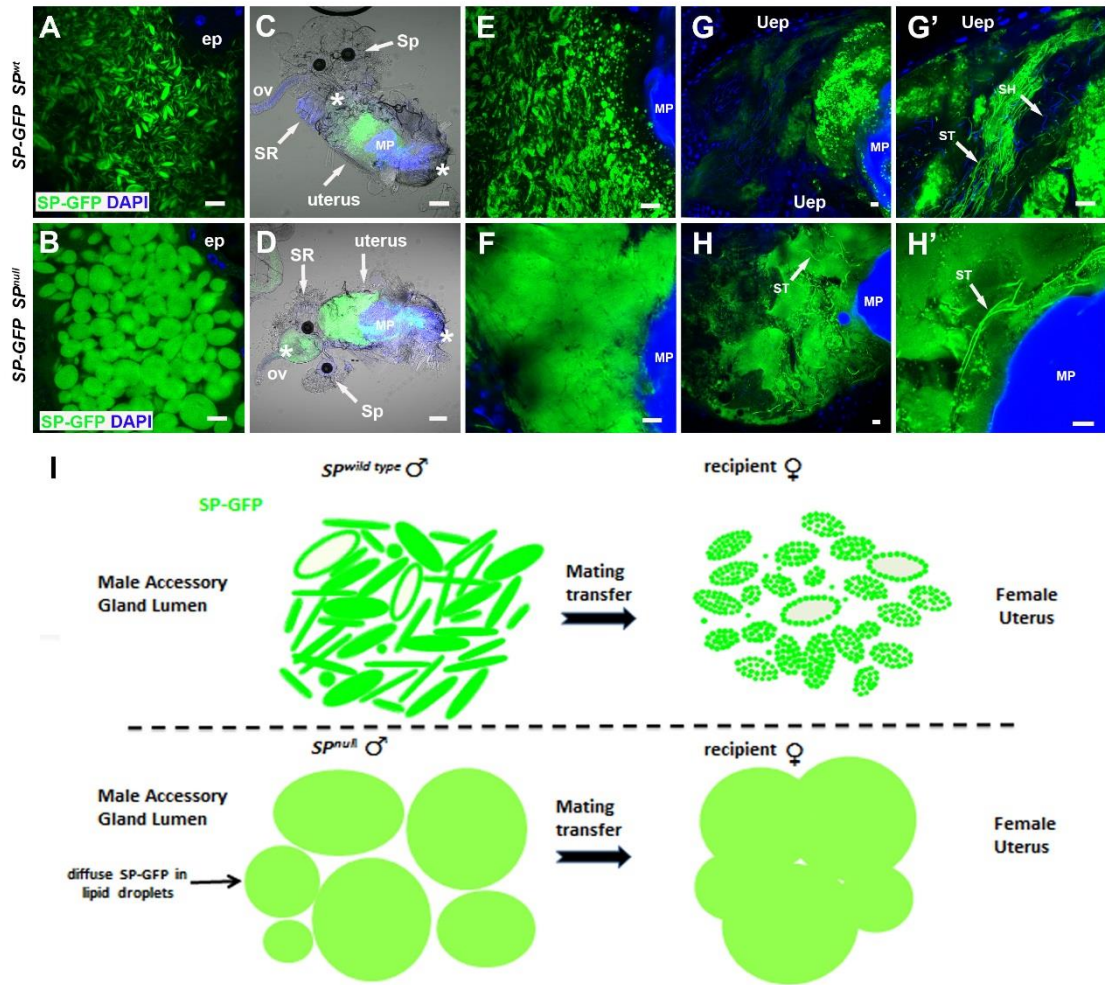 SP-GFP SPwt
A
ep
SP-GFP DAPI
C
Sp
ov
*
SR
MP
uterus
*
E
MP
G
Uep
Uep
G'
Uep
SH
ST
SP-GFP SPnull
B
ep
SP-GFP DAPI
D
SR
uterus
MP
*
*
ov
Sp
F
MP
H
ST
MP
H'
ST
MP
I
SPwild type ♂
recipient ♀
SP-GFP
Male Accessory
Gland Lumen
Mating
transfer
Female
Uterus
SPnull ♂
recipient ♀
Male Accessory
Gland Lumen
Mating
transfer
Female
Uterus
diffuse SP-GFP in
lipid droplets